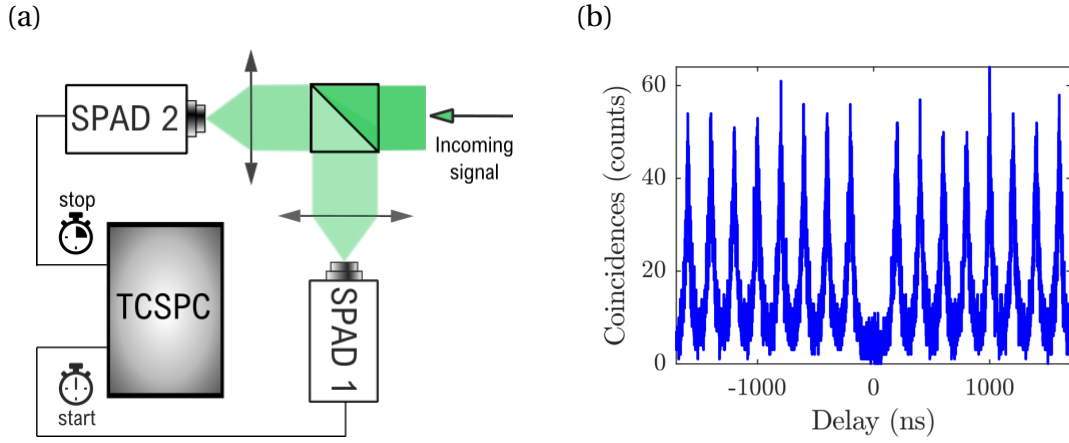 (a)
SPAD 2
Incoming
signal
stop
TCSPC
SPAD 1
start
(b)
Coincidences (counts)
60
40
20
0
-1000
0
1000
Delay (ns)